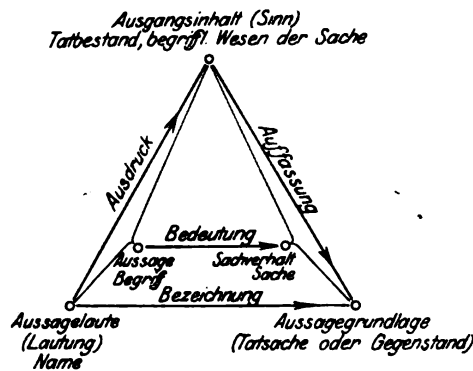 Ausgangsinhalt (Sinn)
Tatbestand, begriffl. Wesen der Sache
Ausdruck
Auffassung
Bedeutung
Aussage
Begriff
Sachverhalt
Sache
Bezeichnung
Aussagelaute
(Lautung)
Name
Aussagegrundlage
(Tatsache oder Gegenstand)